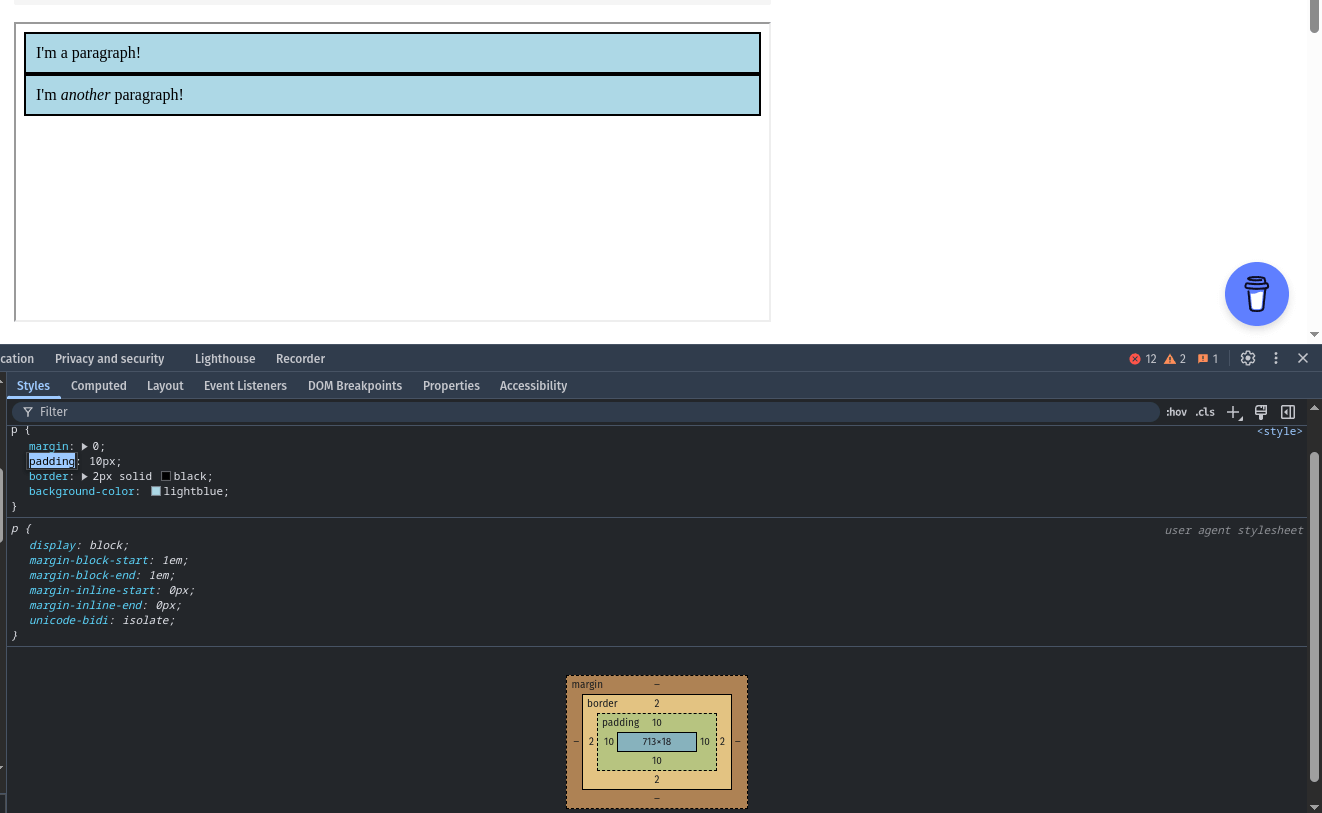 I'm a paragraph!
I'm another paragraph!
cation Privacy and security Lighthouse Recorder 12 2 1
Styles Computed Layout Event Listeners DOM Breakpoints Properties Accessibility
Filter :hov .cls
p { <style>
margin: 0;
padding: 10px;
border: 2px solid black;
background-color: lightblue;
}
p { user agent stylesheet
display: block;
margin-block-start: 1em;
margin-block-end: 1em;
margin-inline-start: 0px;
margin-inline-end: 0px;
unicode-bidi: isolate;
}
margin –
border 2
padding 10
– 2 10 713×18 10 2 –
10
2
–